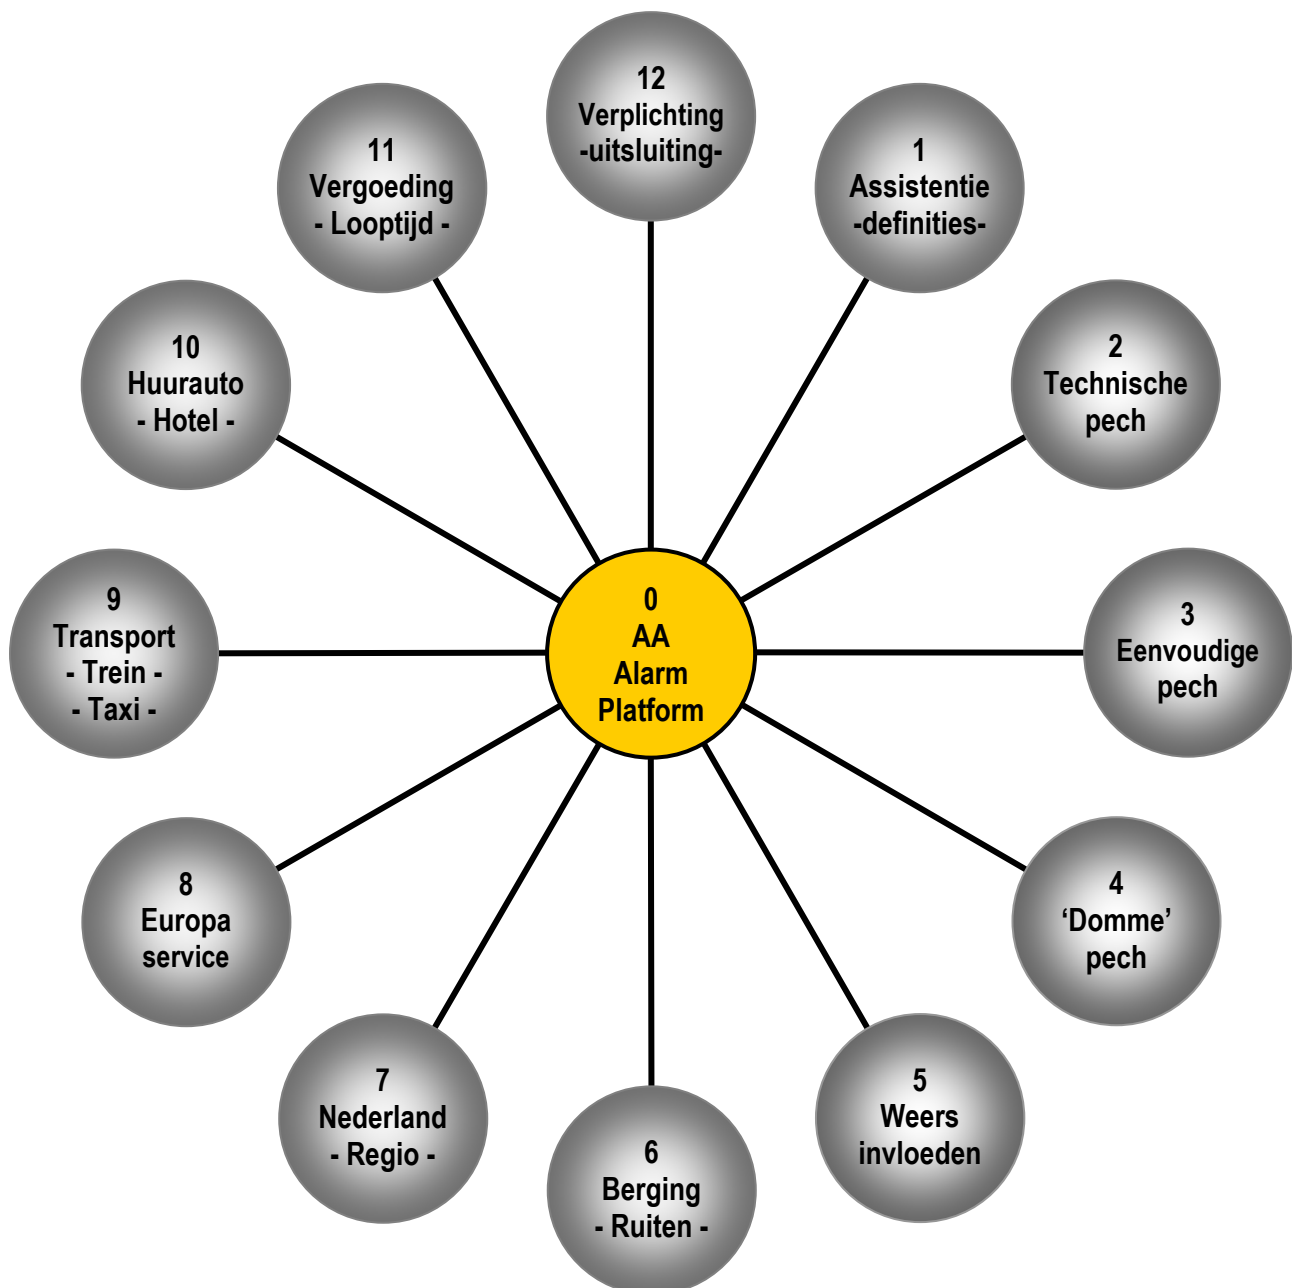 12
Verplichting
-uitsluiting-
1
Assistentie
-definities-
2
Technische
pech
3
Eenvoudige
pech
4
‘Domme’
pech
5
Weers
invloeden
6
Berging
- Ruiten -
7
Nederland
- Regio -
8
Europa
service
9
Transport
- Trein -
- Taxi -
10
Huurauto
- Hotel -
11
Vergoeding
- Looptijd -
0
AA
Alarm
Platform